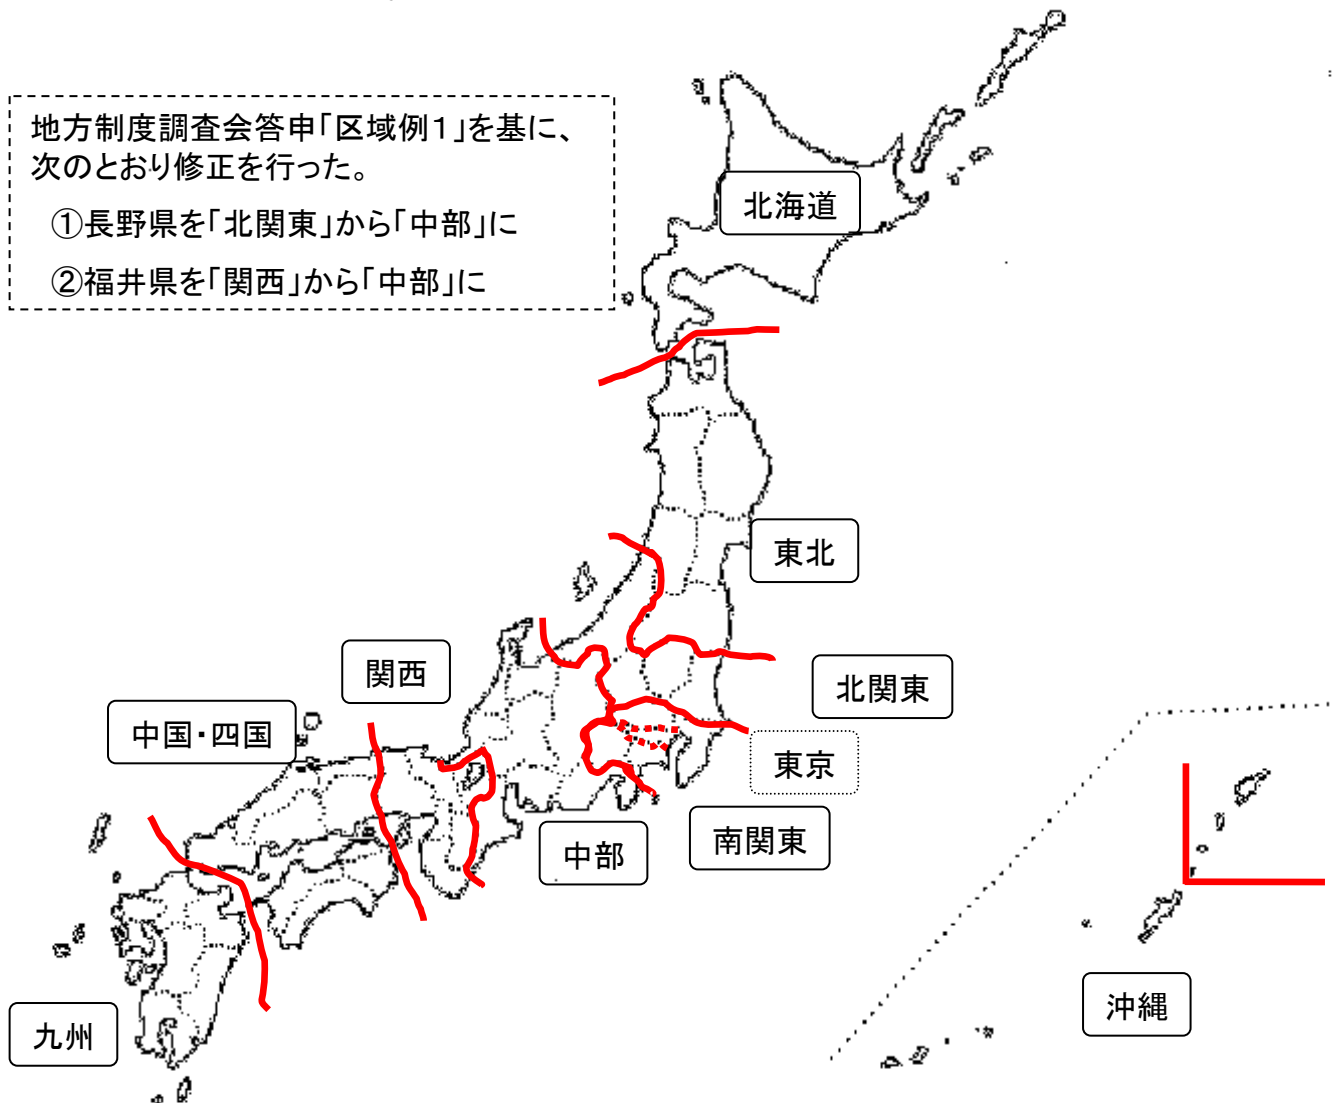 地方制度調査会答申「区域例1」を基に、
次のとおり修正を行った。
①長野県を「北関東」から「中部」に
②福井県を「関西」から「中部」に
北海道
東北
関西
北関東
中国・四国
東京
南関東
中部
沖縄
九州